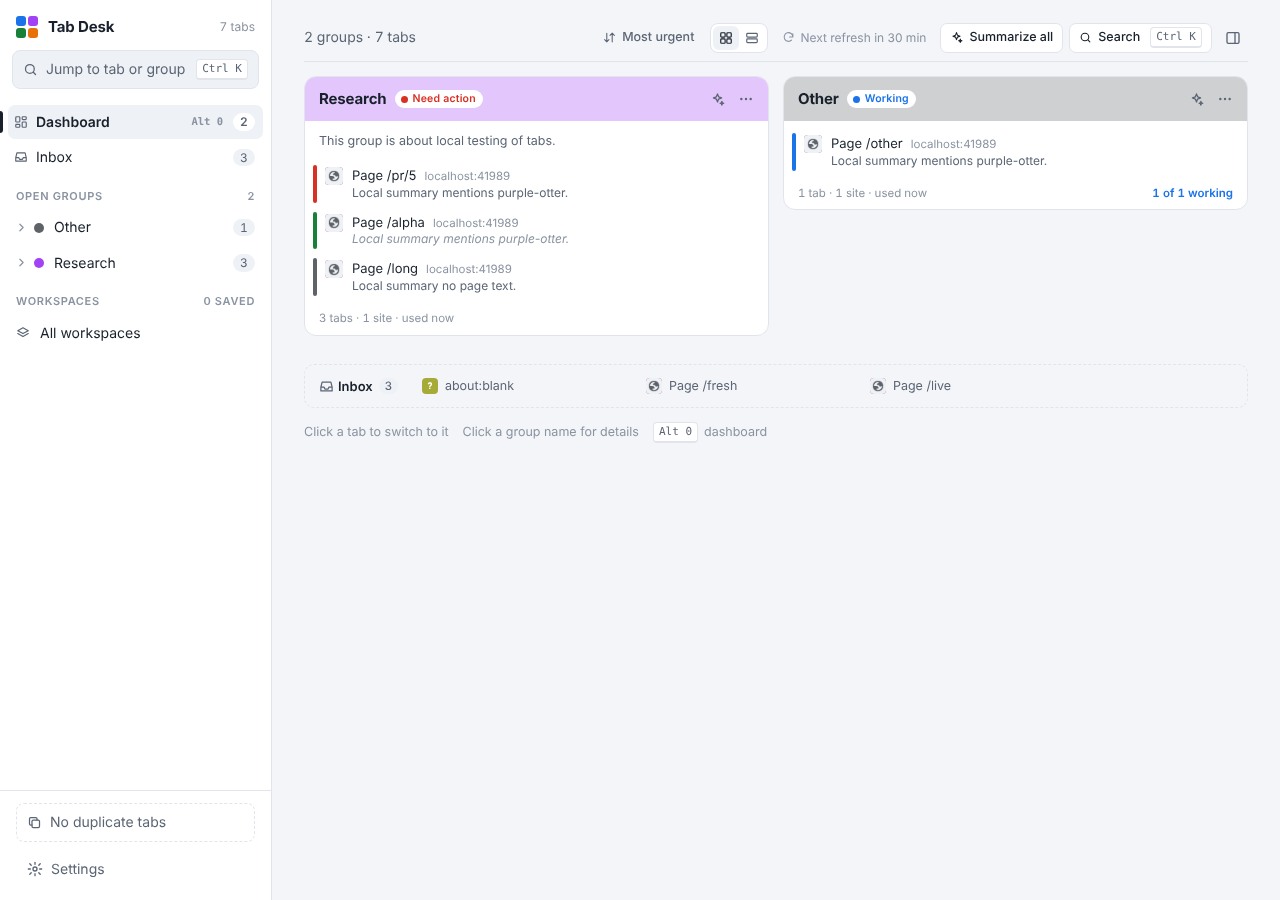 Tab Desk 7 tabs
Jump to tab or group Ctrl K
Dashboard Alt 0 2
Inbox 3
OPEN GROUPS 2
Other 1
Research 3
WORKSPACES 0 SAVED
All workspaces
No duplicate tabs
Settings
2 groups · 7 tabs
Most urgent
Next refresh in 30 min
Summarize all
Search Ctrl K
Research Need action
This group is about local testing of tabs.
Page /pr/5 localhost:41989
Local summary mentions purple-otter.
Page /alpha localhost:41989
Local summary mentions purple-otter.
Page /long localhost:41989
Local summary no page text.
3 tabs · 1 site · used now
Other Working
Page /other localhost:41989
Local summary mentions purple-otter.
1 tab · 1 site · used now 1 of 1 working
Inbox 3 ? about:blank Page /fresh Page /live
Click a tab to switch to it Click a group name for details Alt 0 dashboard